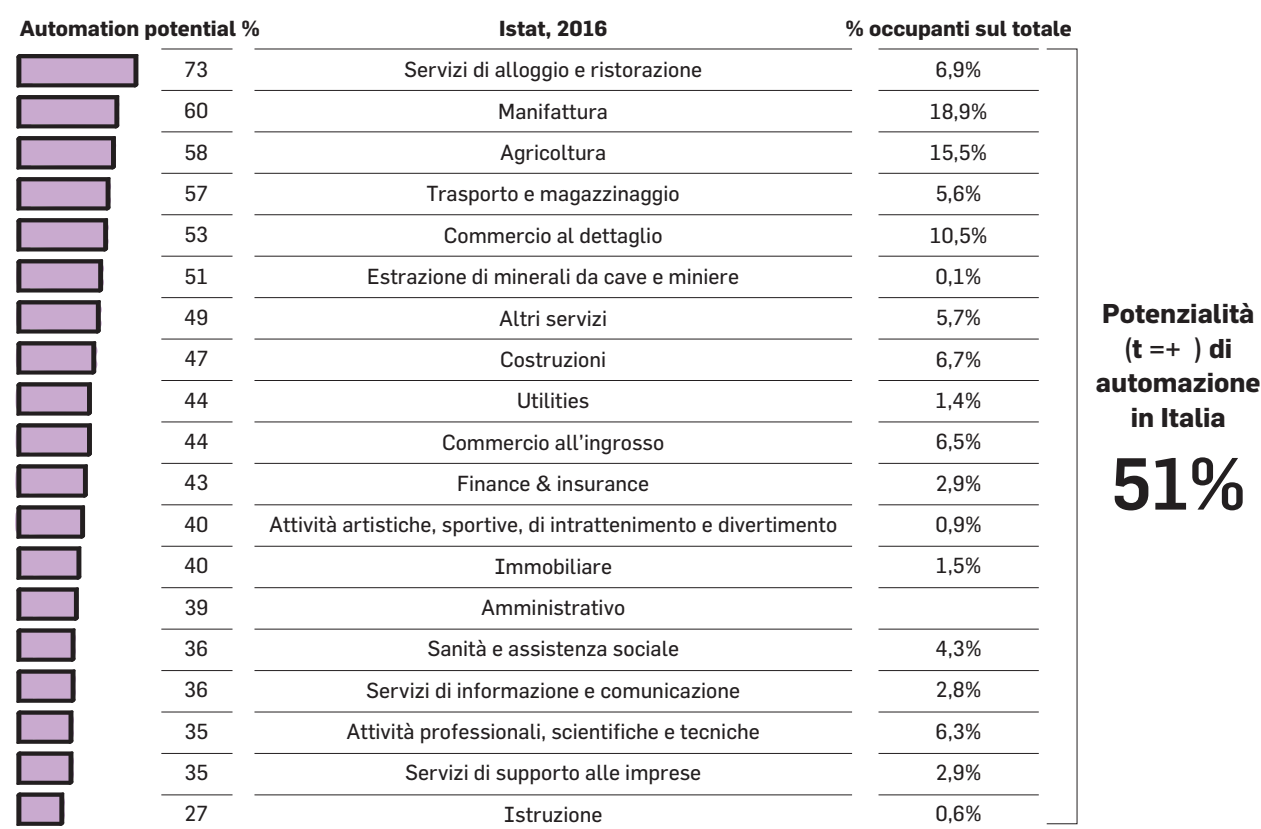 Automation potential % Istat, 2016 % occupanti sul totale
73 Servizi di alloggio e ristorazione 6,9%
60 Manifattura 18,9%
58 Agricoltura 15,5%
57 Trasporto e magazzinaggio 5,6%
53 Commercio al dettaglio 10,5%
51 Estrazione di minerali da cave e miniere 0,1%
49 Altri servizi 5,7%
47 Costruzioni 6,7%
44 Utilities 1,4%
44 Commercio all'ingrosso 6,5%
43 Finance & insurance 2,9%
40 Attività artistiche, sportive, di intrattenimento e divertimento 0,9%
40 Immobiliare 1,5%
39 Amministrativo
36 Sanità e assistenza sociale 4,3%
36 Servizi di informazione e comunicazione 2,8%
35 Attività professionali, scientifiche e tecniche 6,3%
35 Servizi di supporto alle imprese 2,9%
27 Istruzione 0,6%
Potenzialità
(t =+ ) di
automazione
in Italia
51%